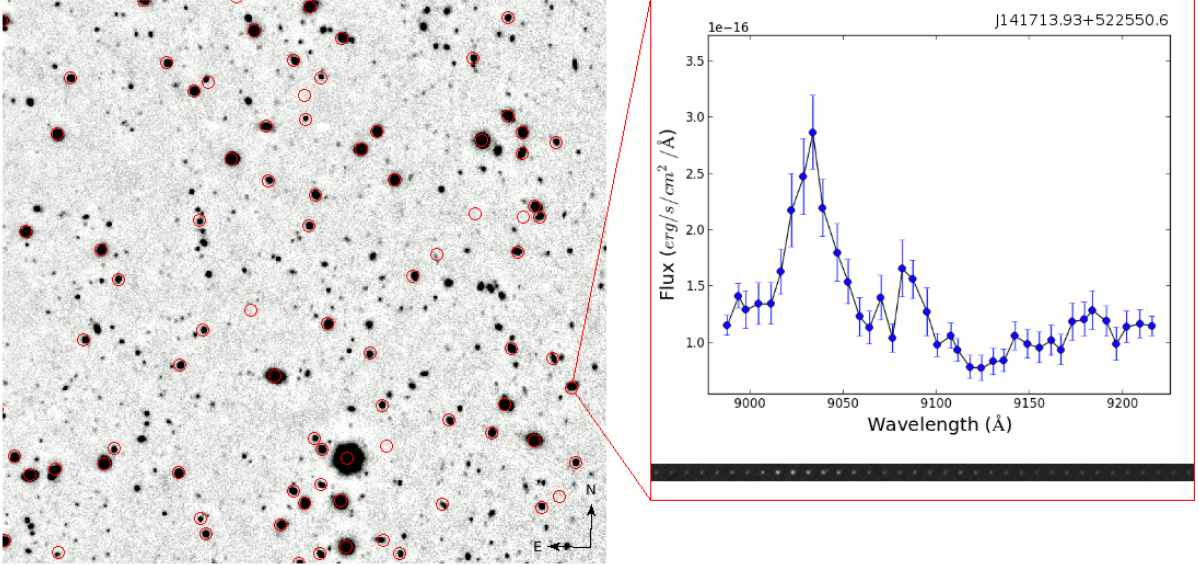 J141713.93+522550.6
1e−16
3.5
3.0
2.5
2.0
1.5
1.0
Flux (erg/s/cm² /Å)
9000 9050 9100 9150 9200
Wavelength (Å)
N
E